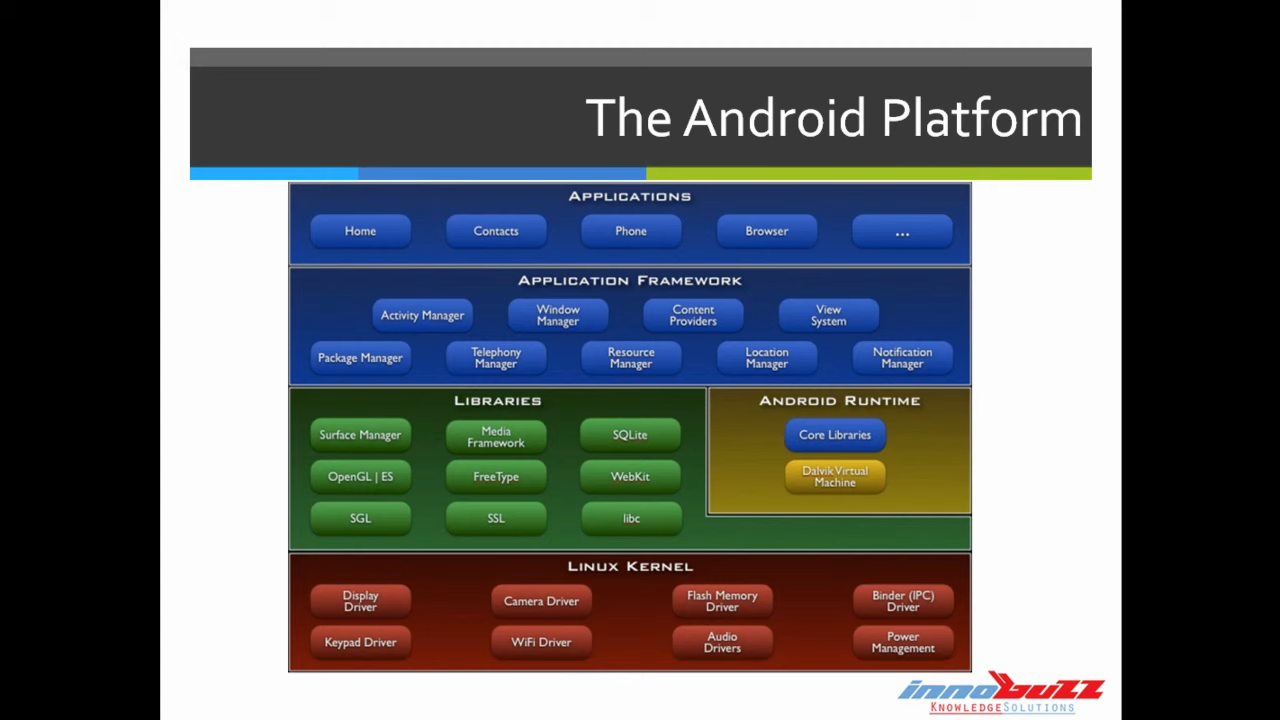 The Android Platform
APPLICATIONS
Home
Contacts
Phone
Browser
...
APPLICATION FRAMEWORK
Activity Manager
Window
Manager
Content
Providers
View
System
Package Manager
Telephony
Manager
Resource
Manager
Location
Manager
Notification
Manager
LIBRARIES
Surface Manager
Media
Framework
SQLite
OpenGL | ES
FreeType
WebKit
SGL
SSL
libc
ANDROID RUNTIME
Core Libraries
Dalvik Virtual
Machine
LINUX KERNEL
Display
Driver
Camera Driver
Flash Memory
Driver
Binder (IPC)
Driver
Keypad Driver
WiFi Driver
Audio
Drivers
Power
Management
innobuzz
KNOWLEDGESOLUTIONS